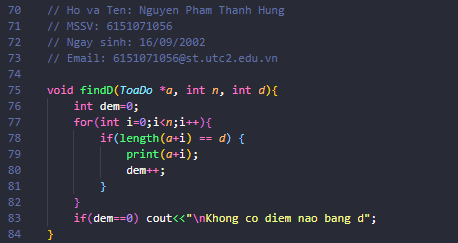 70 // Ho va Ten: Nguyen Pham Thanh Hung
71 // MSSV: 6151071056
72 // Ngay sinh: 16/09/2002
73 // Email: 6151071056@st.utc2.edu.vn
74
75 void findD(ToaDo *a, int n, int d){
76     int dem=0;
77     for(int i=0;i<n;i++){
78         if(length(a+i) == d) {
79             print(a+i);
80             dem++;
81         }
82     }
83     if(dem==0) cout<<"\nKhong co diem nao bang d";
84 }